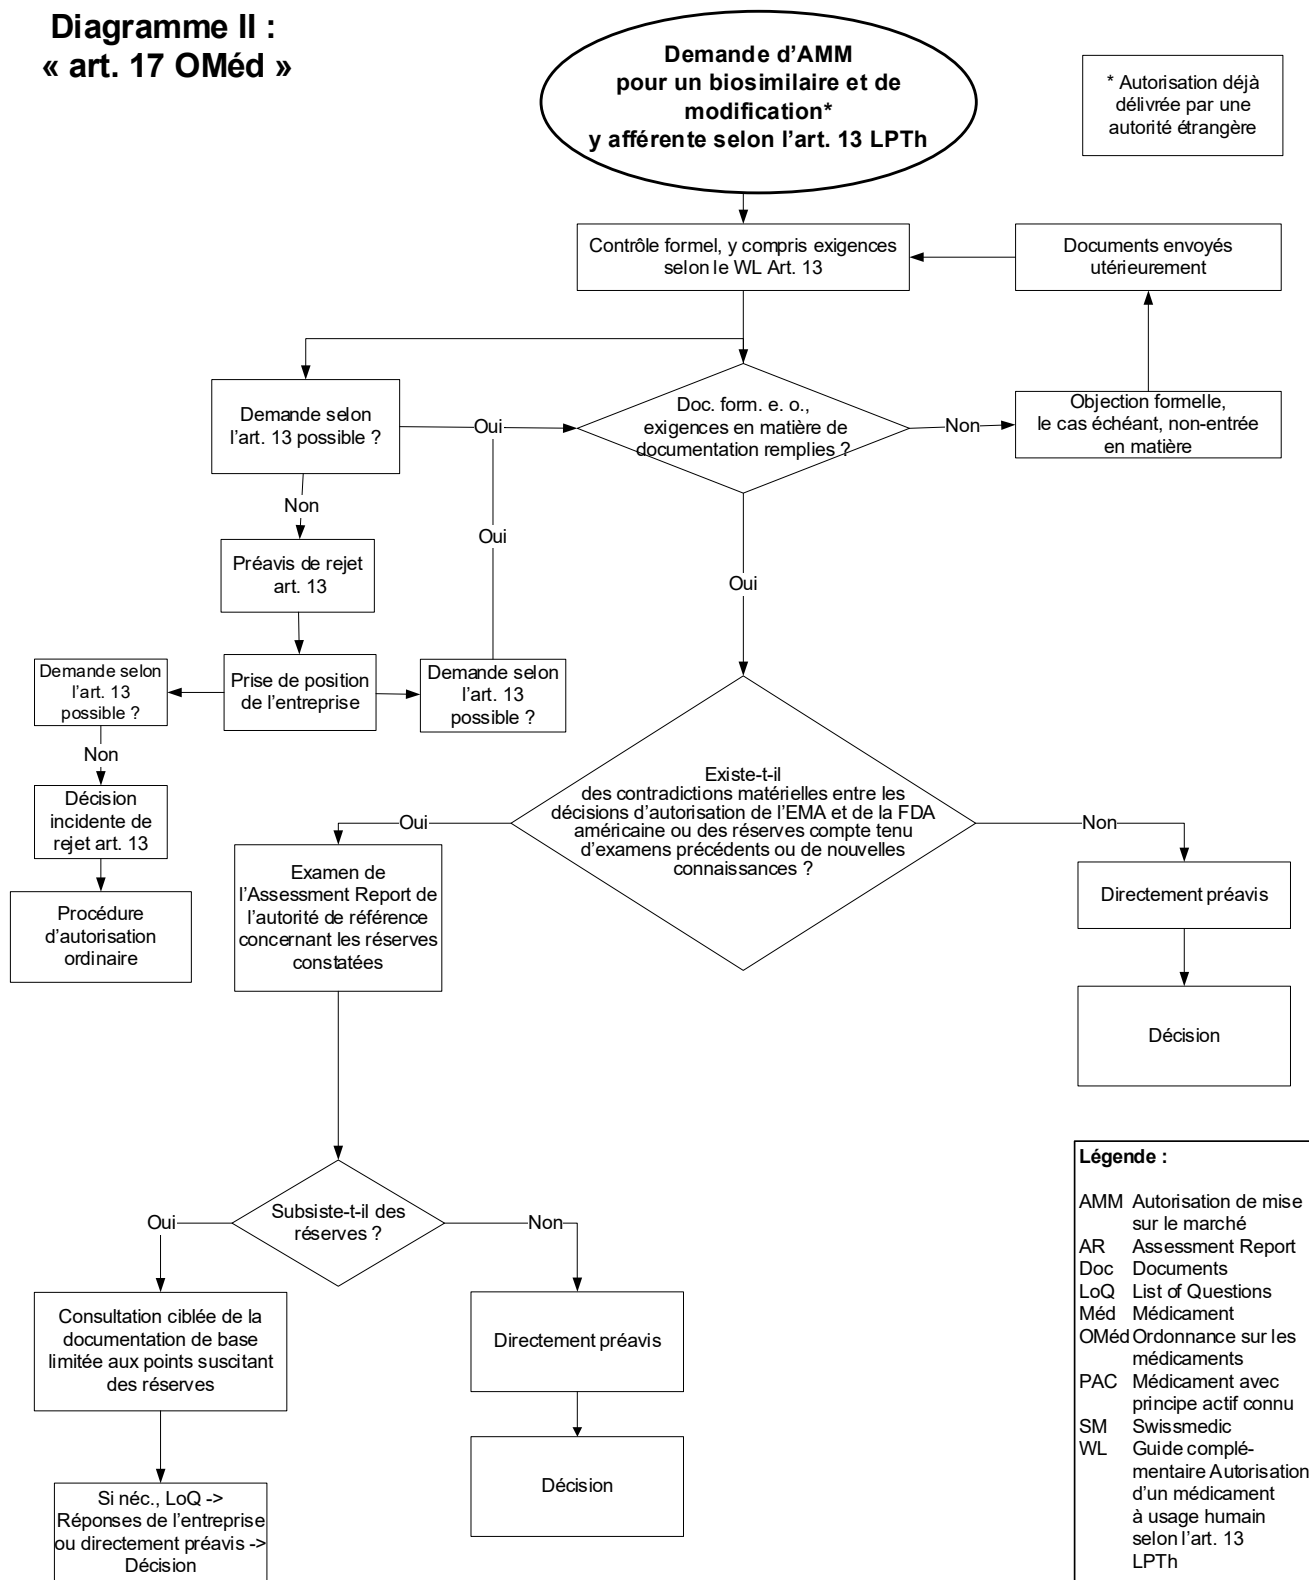 Diagramme II :
« art. 17 OMéd »
Demande d’AMM
pour un biosimilaire et de
modification*
y afférente selon l’art. 13 LPTh
* Autorisation déjà
délivrée par une
autorité étrangère
Contrôle formel, y compris exigences
selon le WL Art. 13
Documents envoyés
utérieurement
Demande selon
l’art. 13 possible ?
Oui
Doc. form. e. o.,
exigences en matière de
documentation remplies ?
Non
Objection formelle,
le cas échéant, non-entrée
en matière
Non
Oui
Préavis de rejet
art. 13
Oui
Demande selon
l’art. 13
possible ?
Prise de position
de l’entreprise
Demande selon
l’art. 13
possible ?
Non
Décision
incidente de
rejet art. 13
Procédure
d’autorisation
ordinaire
Existe-t-il
des contradictions matérielles entre les
décisions d’autorisation de l’EMA et de la FDA
américaine ou des réserves compte tenu
d’examens précédents ou de nouvelles
connaissances ?
Oui
Non
Examen de
l’Assessment Report de
l’autorité de référence
concernant les réserves
constatées
Directement préavis
Décision
Subsiste-t-il des
réserves ?
Oui
Non
Consultation ciblée de la
documentation de base
limitée aux points suscitant
des réserves
Directement préavis
Si néc., LoQ ->
Réponses de l’entreprise
ou directement préavis ->
Décision
Décision
Légende :
AMM Autorisation de mise
sur le marché
AR Assessment Report
Doc Documents
LoQ List of Questions
Méd Médicament
OMéd Ordonnance sur les
médicaments
PAC Médicament avec
principe actif connu
SM Swissmedic
WL Guide complé-
mentaire Autorisation
d’un médicament
à usage humain
selon l’art. 13
LPTh